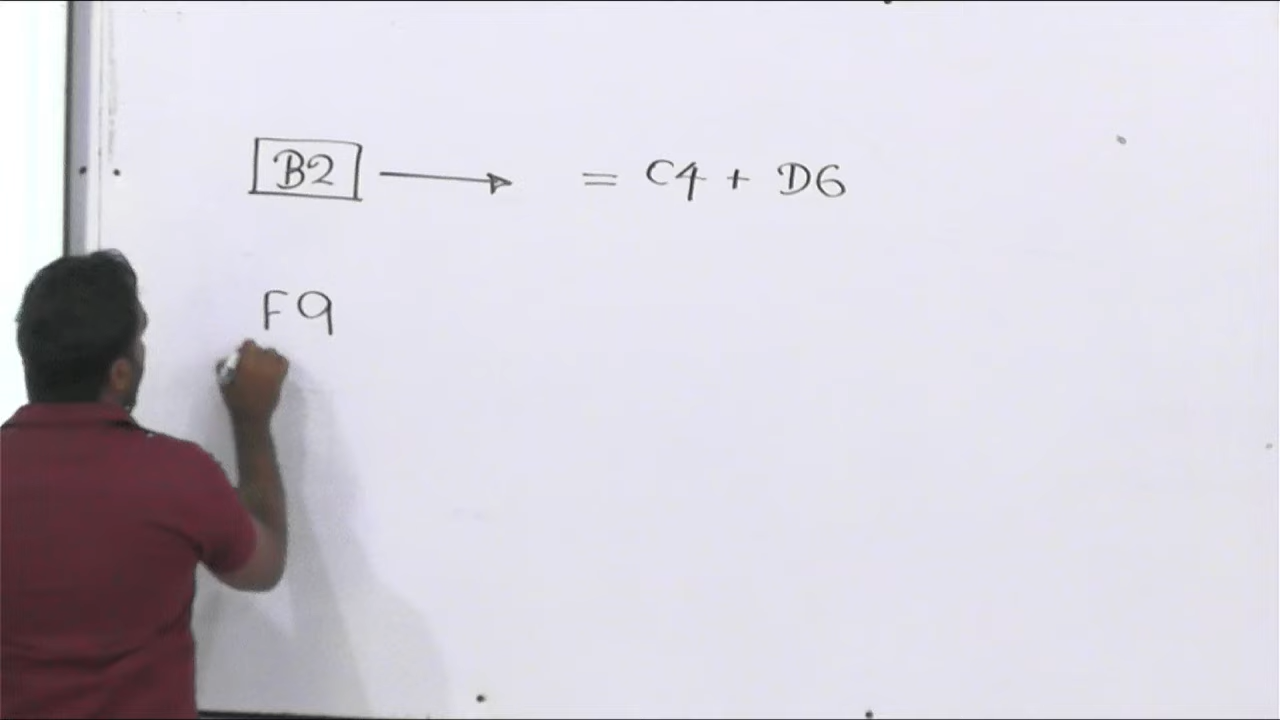 B2 → = C4 + D6
F9